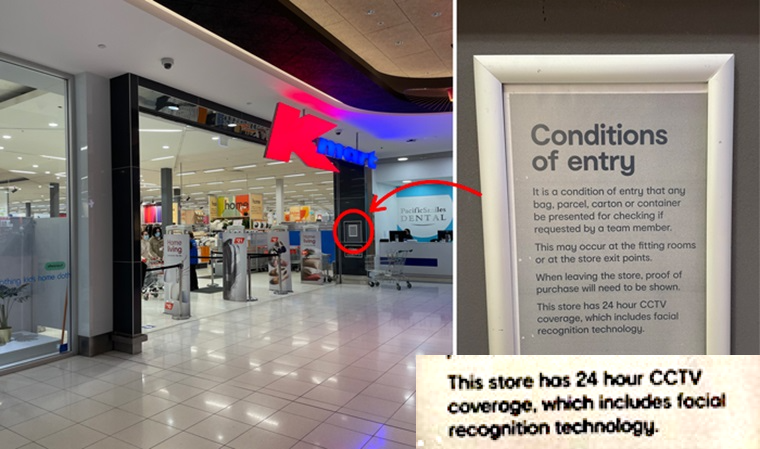 Kmart
home
home
living
Pacific Smiles
DENTAL
Conditions
of entry
It is a condition of entry that any
bag, parcel, carton or container
be presented for checking if
requested by a team member.
This may occur at the fitting rooms
or at the store exit points.
When leaving the store, proof of
purchase will need to be shown.
This store has 24 hour CCTV
coverage, which includes facial
recognition technology.
This store has 24 hour CCTV
coverage, which includes facial
recognition technology.